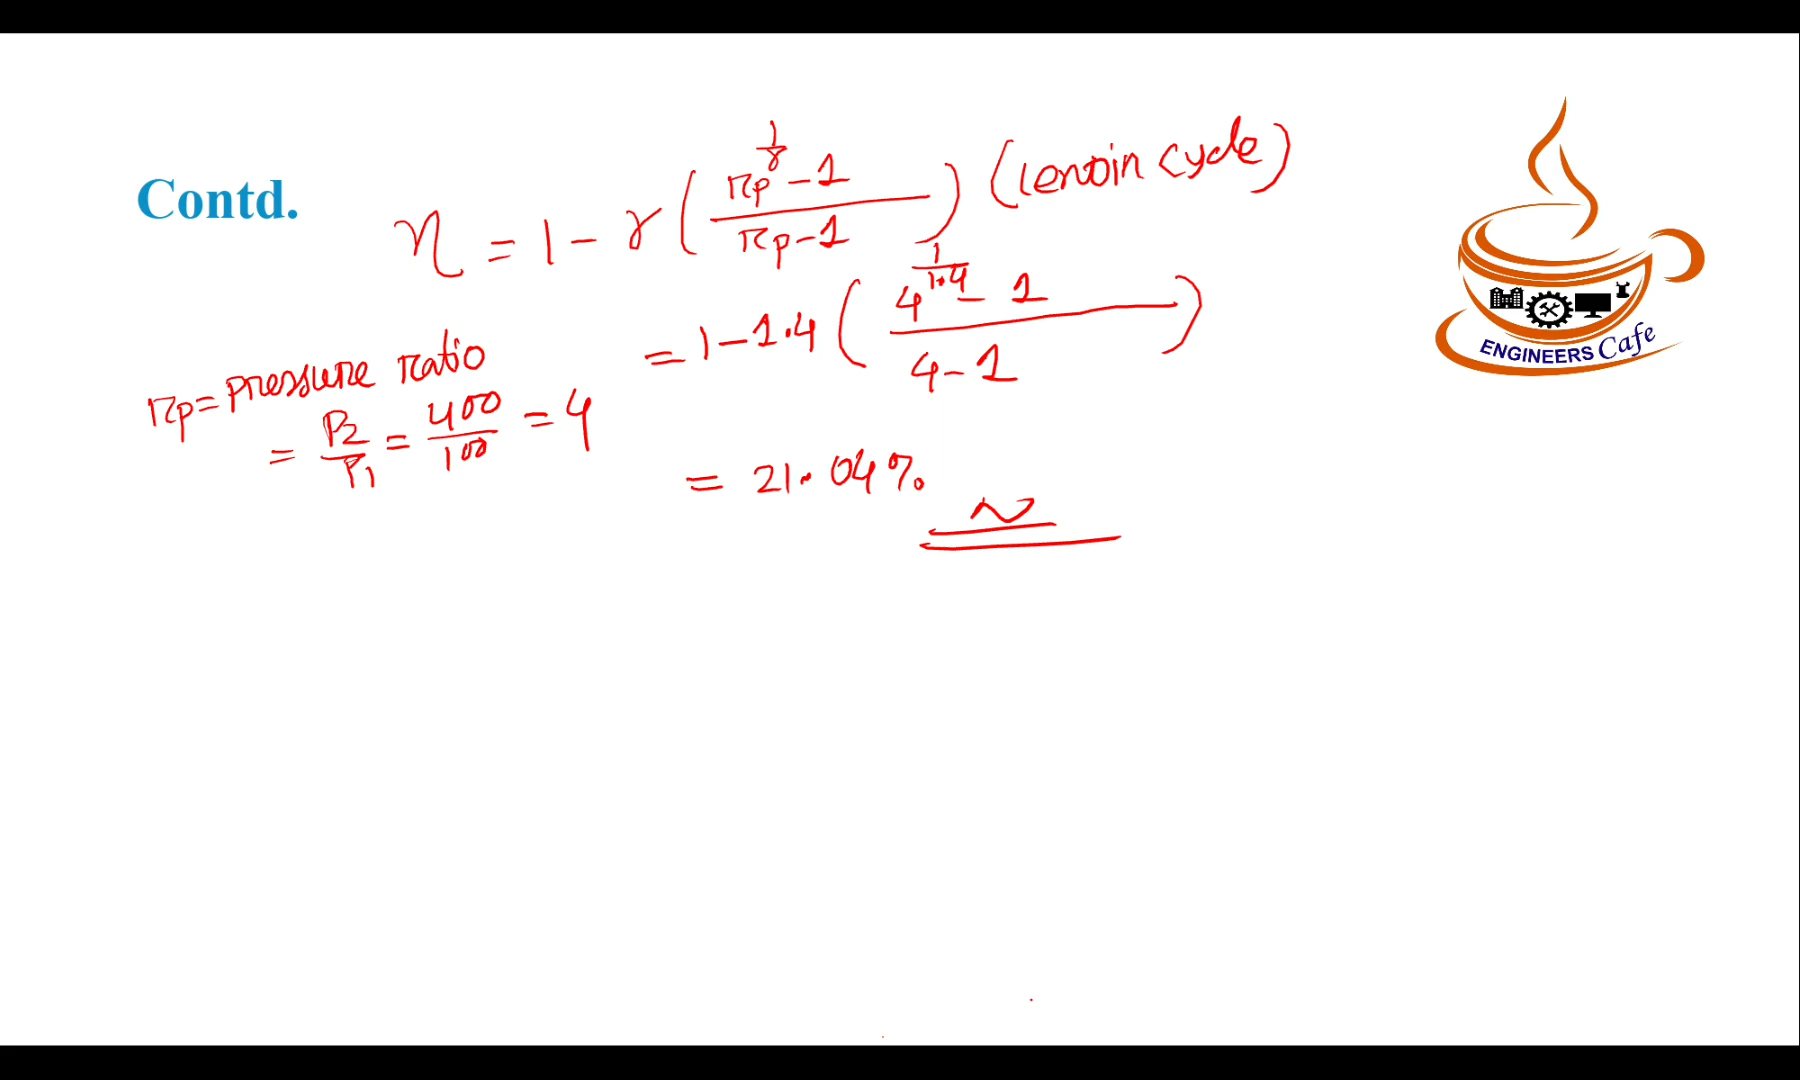 Contd.
η = 1 - γ ( (rp^(1/γ) - 1) / (rp - 1) ) (lenoin cycle)
= 1 - 1.4 ( (4^(1/1.4) - 1) / (4 - 1) )
rp = pressure ratio
= P2/P1 = 400/100 = 4
= 21.04%
ENGINEERS Cafe